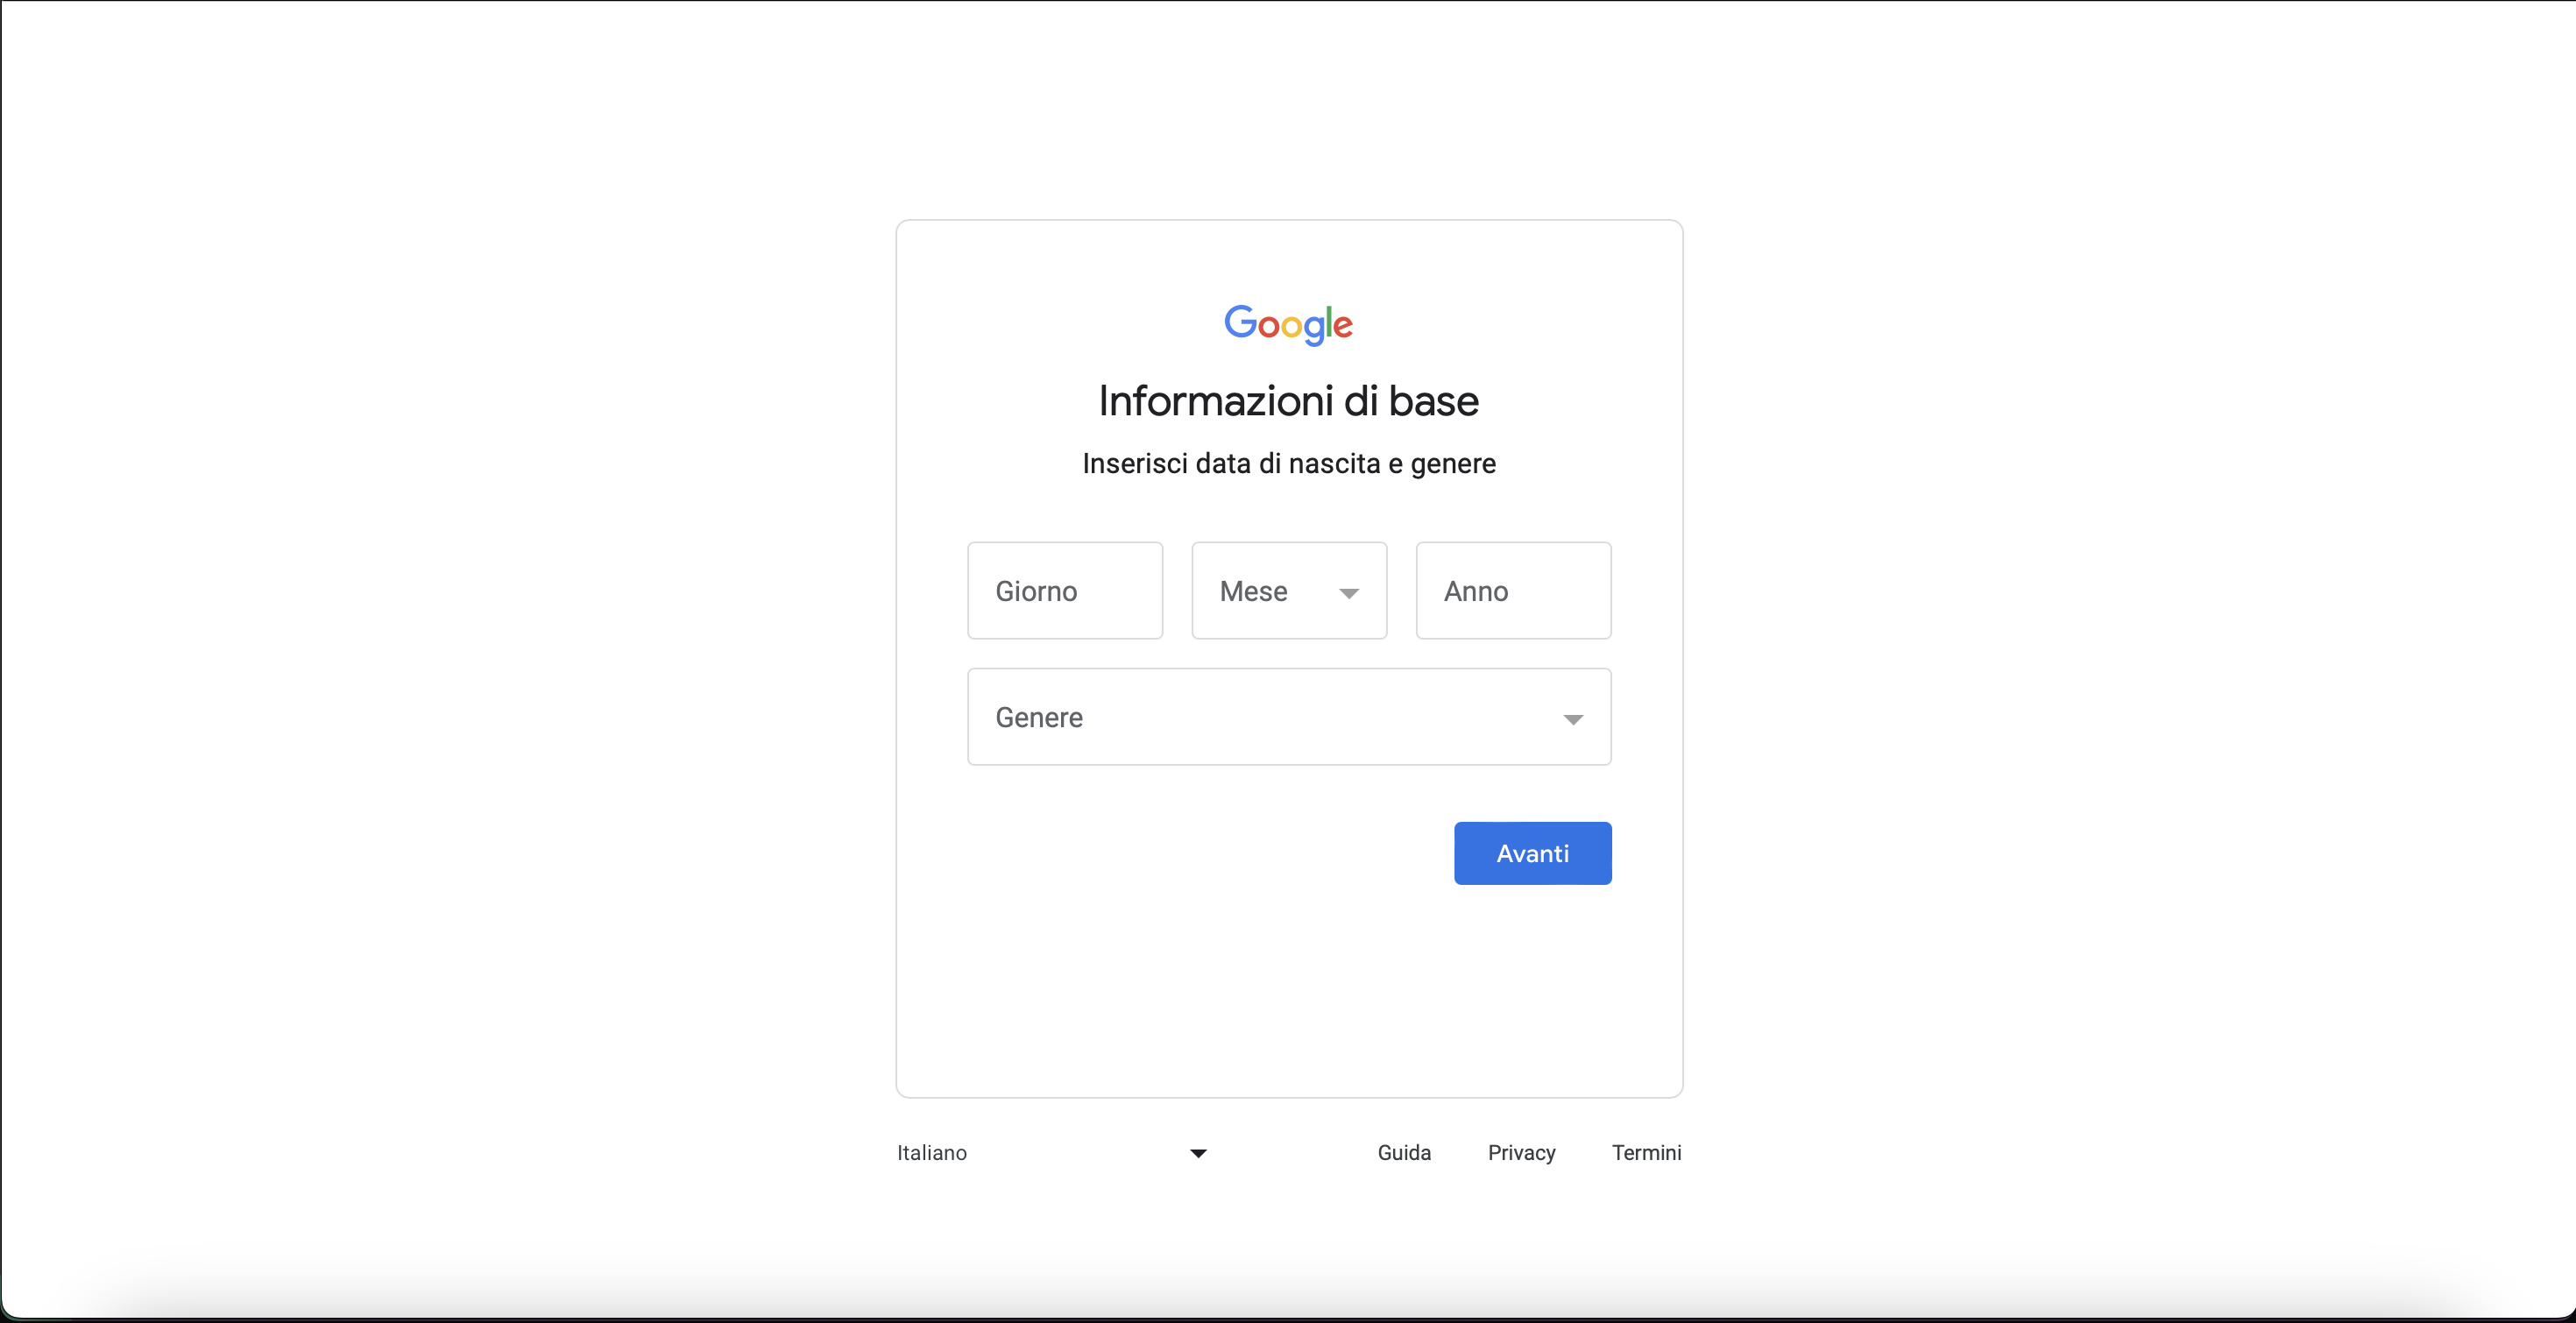 Google
Informazioni di base
Inserisci data di nascita e genere
Giorno Mese Anno
Genere
Avanti
Italiano Guida Privacy Termini